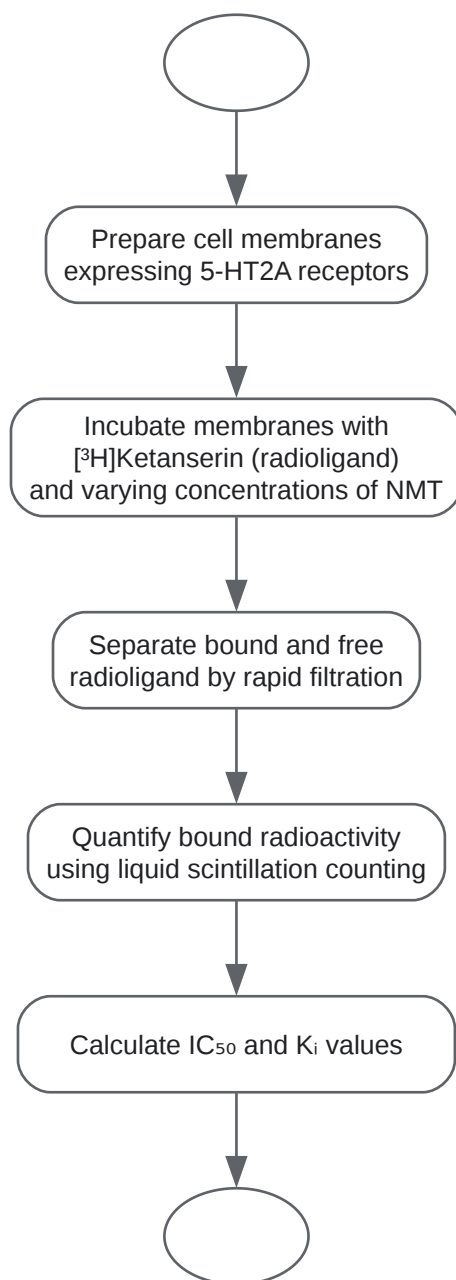 Prepare cell membranes
expressing 5-HT2A receptors
Incubate membranes with
[³H]Ketanserin (radioligand)
and varying concentrations of NMT
Separate bound and free
radioligand by rapid filtration
Quantify bound radioactivity
using liquid scintillation counting
Calculate IC₅₀ and Kᵢ values